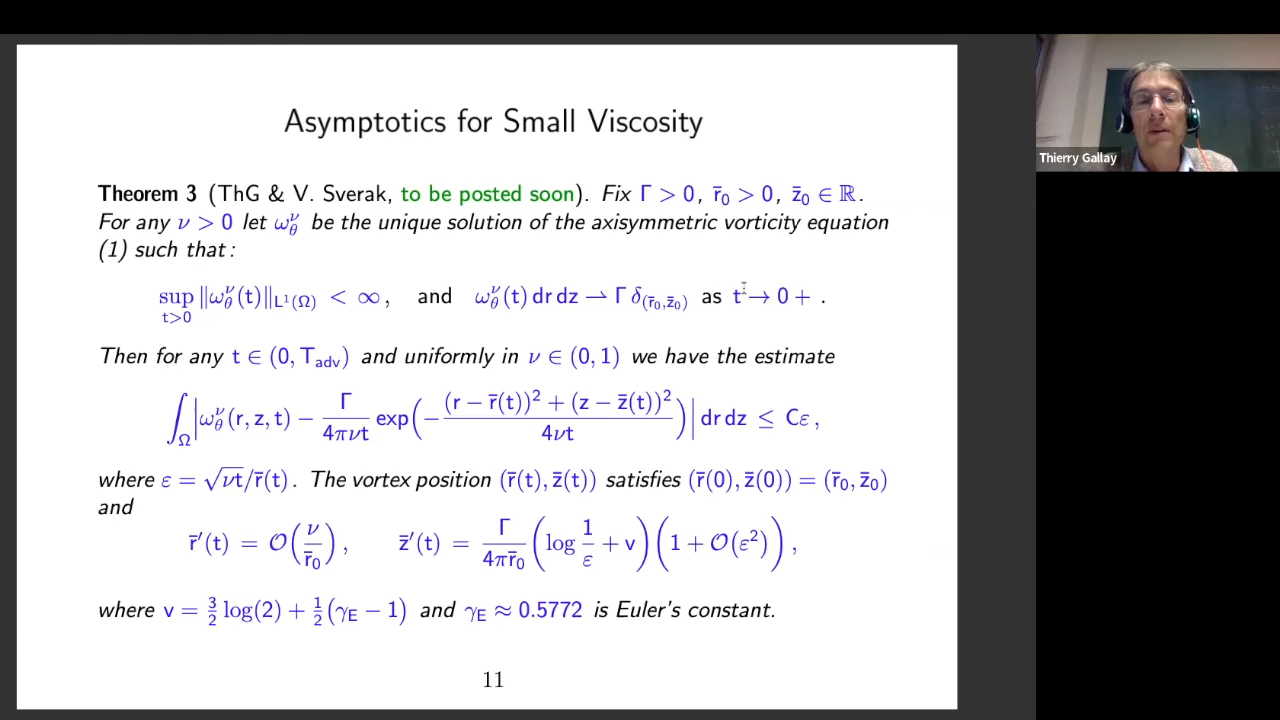 Asymptotics for Small Viscosity
Theorem 3 (ThG & V. Sverak, to be posted soon). Fix Γ > 0, r̄₀ > 0, z̄₀ ∈ ℝ.
For any ν > 0 let ω_θ^ν be the unique solution of the axisymmetric vorticity equation
(1) such that :
sup_{t>0} ‖ω_θ^ν(t)‖_{L¹(Ω)} < ∞ , and ω_θ^ν(t) dr dz ⇀ Γ δ_{(r̄₀,z̄₀)} as t → 0 + .
Then for any t ∈ (0, T_adv) and uniformly in ν ∈ (0, 1) we have the estimate
∫_Ω | ω_θ^ν(r, z, t) − Γ/(4πνt) exp( − ((r − r̄(t))² + (z − z̄(t))²)/(4νt) ) | dr dz ≤ Cε ,
where ε = √(νt)/r̄(t) . The vortex position (r̄(t), z̄(t)) satisfies (r̄(0), z̄(0)) = (r̄₀, z̄₀)
and
r̄′(t) = O(ν/r̄₀) , z̄′(t) = Γ/(4πr̄₀) ( log 1/ε + v ) ( 1 + O(ε²) ) ,
where v = 3/2 log(2) + 1/2 (γ_E − 1) and γ_E ≈ 0.5772 is Euler's constant.
11
Thierry Gallay